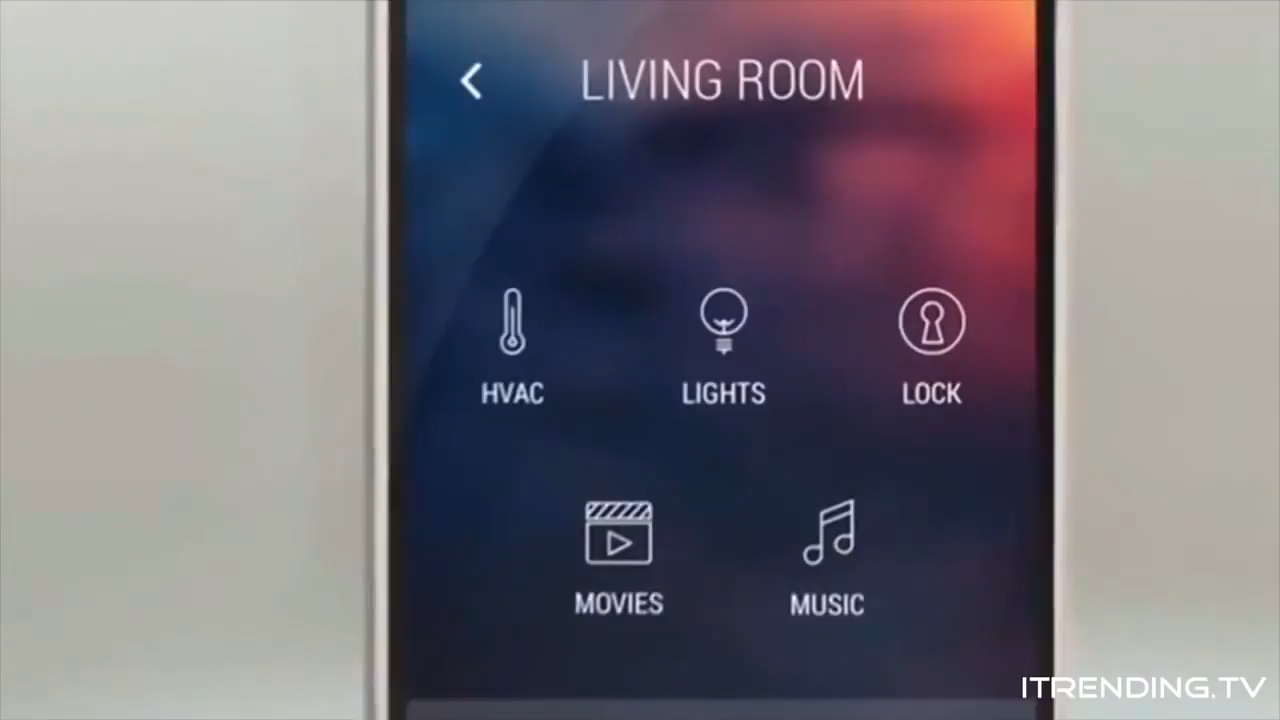 LIVING ROOM
HVAC
LIGHTS
LOCK
MOVIES
MUSIC
ITRENDING.TV